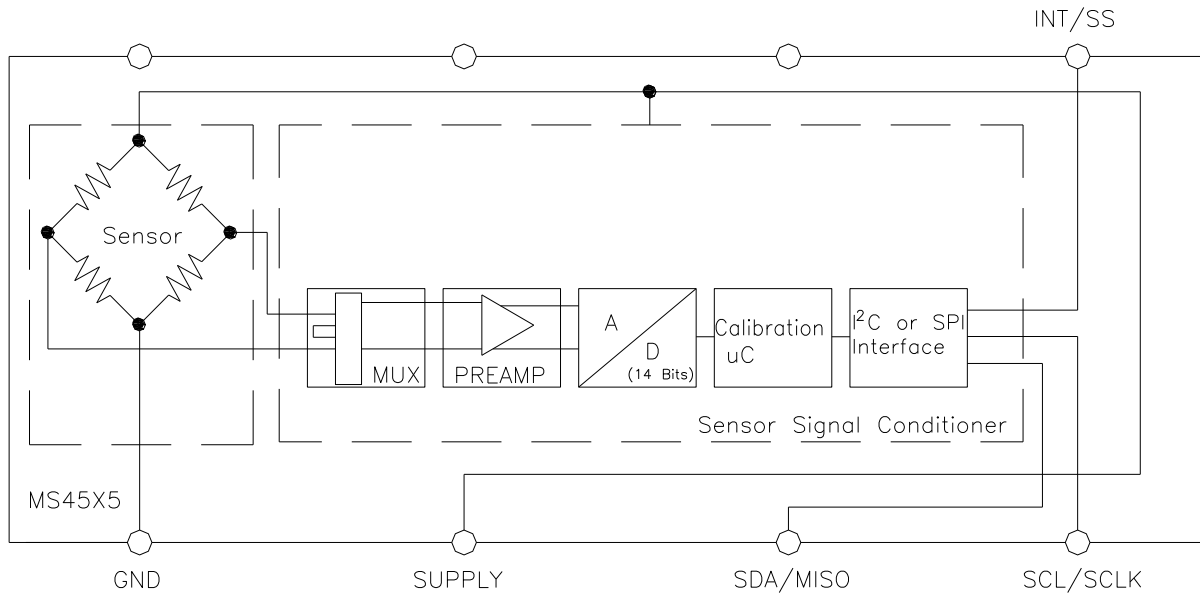 INT/SS
Sensor
A
D
(14 Bits)
Calibration
uC
I²C or SPI
Interface
MUX
PREAMP
Sensor Signal Conditioner
MS45X5
GND
SUPPLY
SDA/MISO
SCL/SCLK